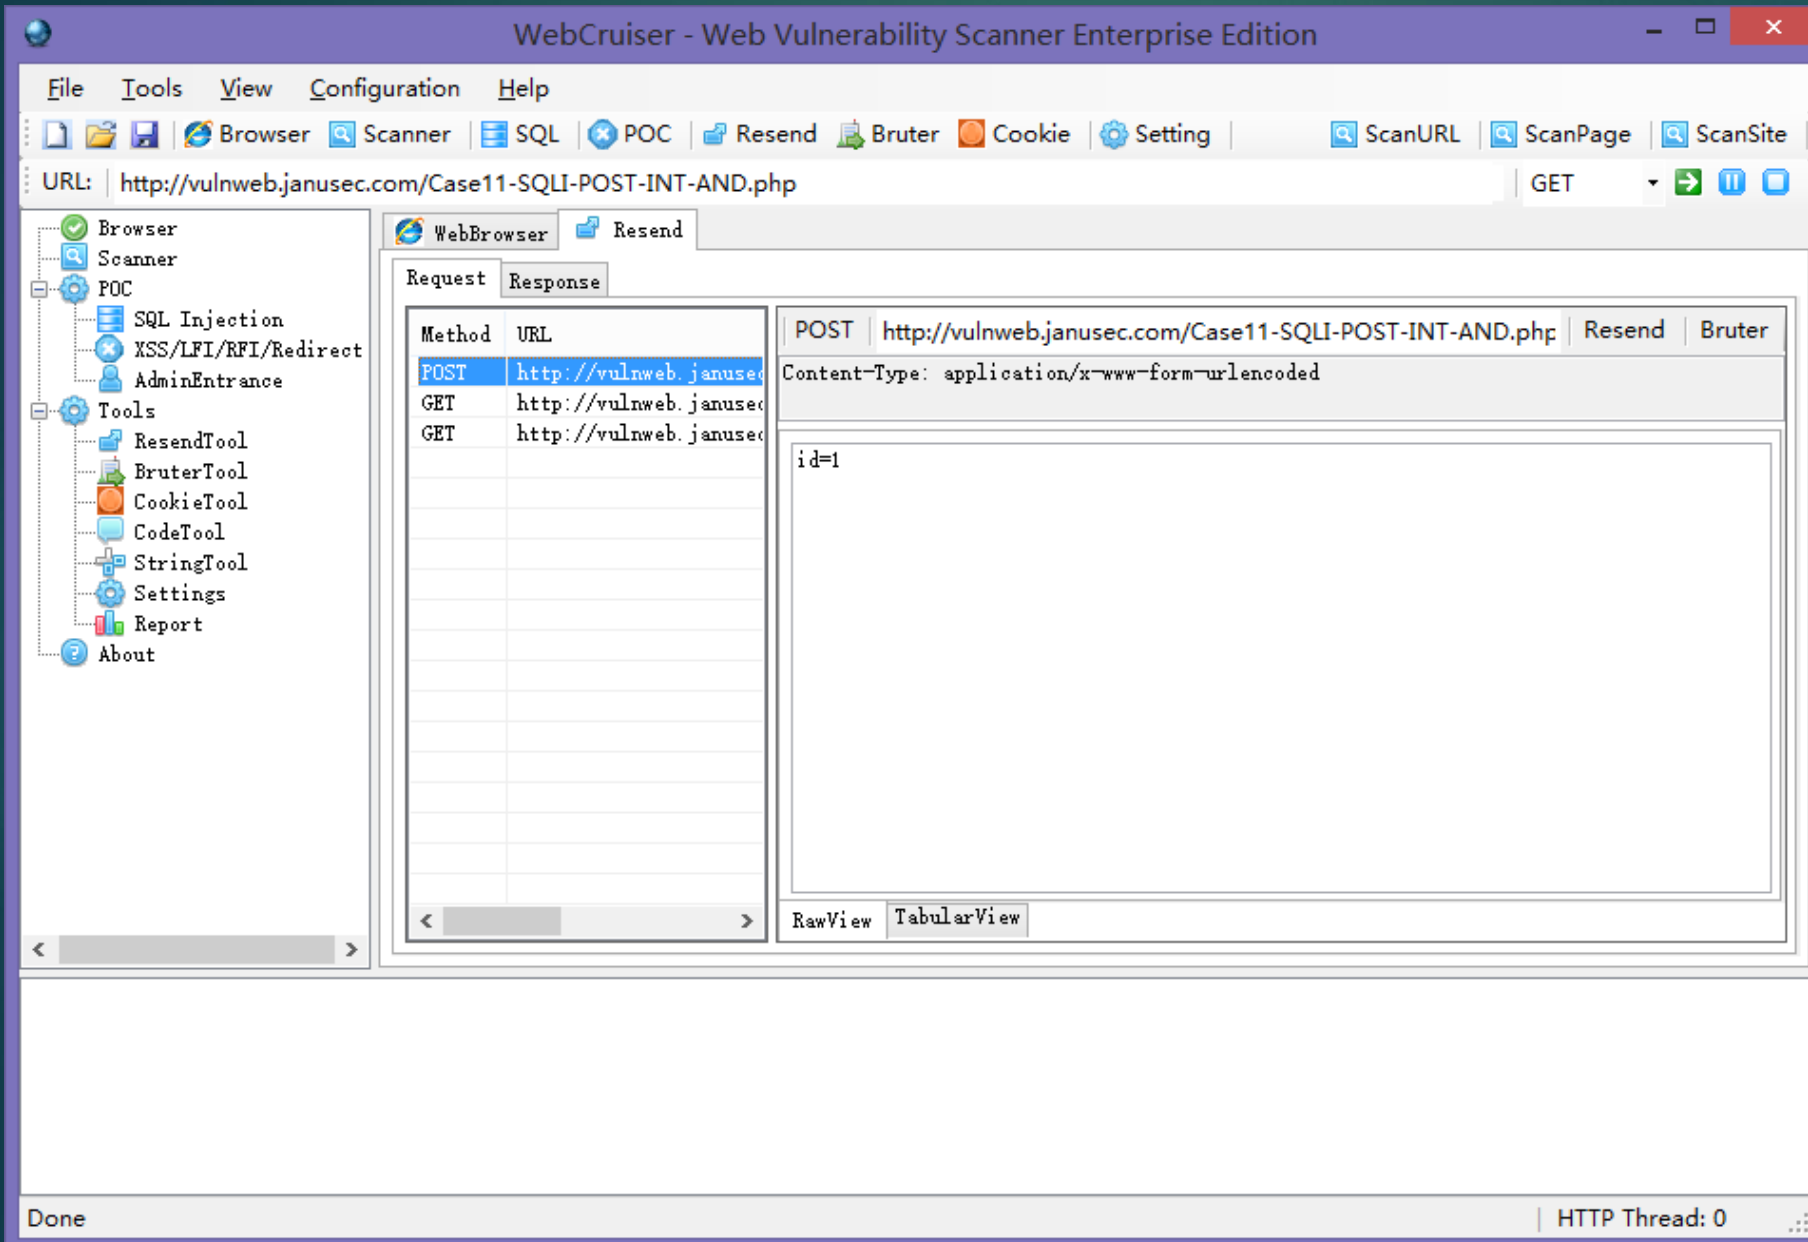 WebCruiser - Web Vulnerability Scanner Enterprise Edition
File Tools View Configuration Help
Browser Scanner SQL POC Resend Bruter Cookie Setting ScanURL ScanPage ScanSite
URL: http://vulnweb.janusec.com/Case11-SQLI-POST-INT-AND.php GET
Browser
Scanner
POC
SQL Injection
XSS/LFI/RFI/Redirect
AdminEntrance
Tools
ResendTool
BruterTool
CookieTool
CodeTool
StringTool
Settings
Report
About
WebBrowser Resend
Request Response
Method URL
POST http://vulnweb.janusec
GET http://vulnweb.janusec
GET http://vulnweb.janusec
POST http://vulnweb.janusec.com/Case11-SQLI-POST-INT-AND.php Resend Bruter
Content-Type: application/x-www-form-urlencoded
id=1
RawView TabularView
Done HTTP Thread: 0